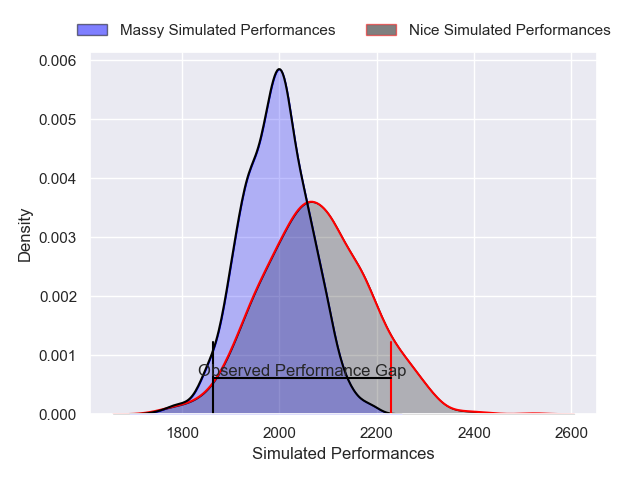 Massy Simulated Performances
Nice Simulated Performances
0.006
0.005
0.004
0.003
0.002
0.001
0.000
Density
Observed Performance Gap
1800
2000
2200
2400
2600
Simulated Performances